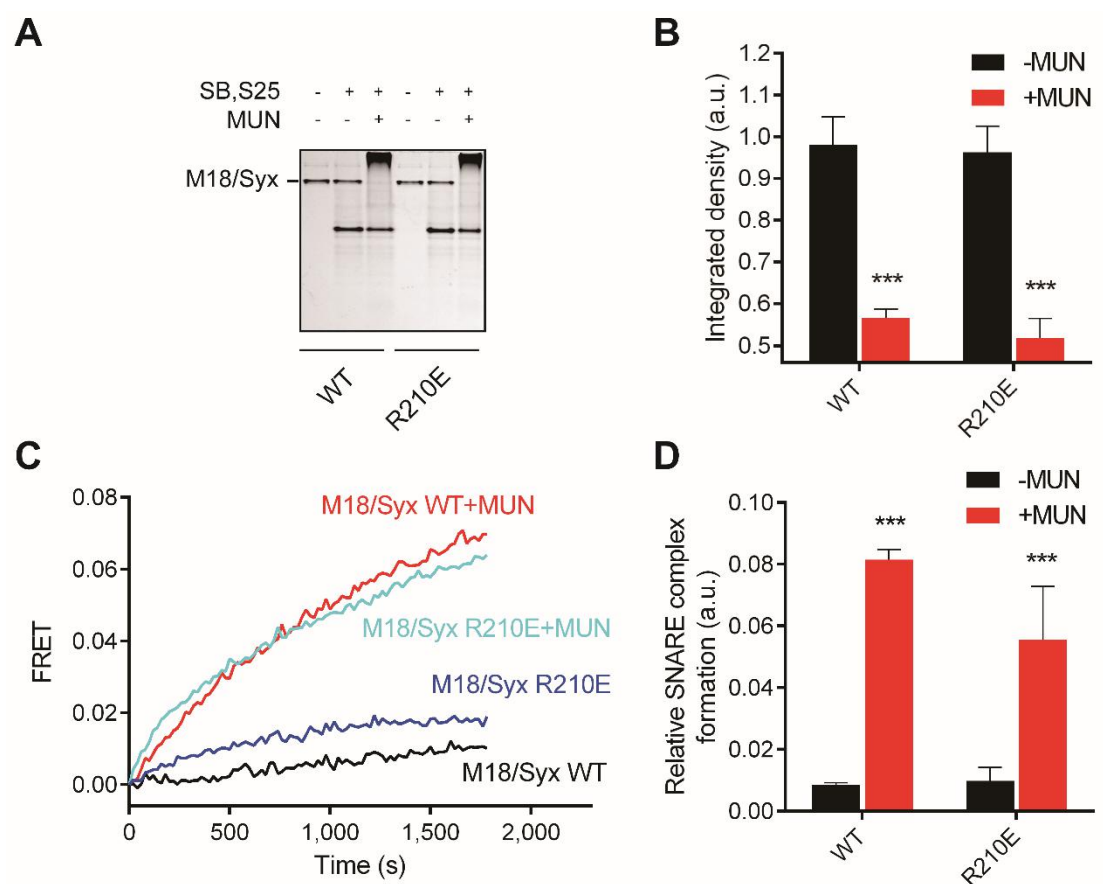 A
SB,S25 - + + - + +
MUN - - + - - +
M18/Syx
WT
R210E
B
-MUN
+MUN
Integrated density (a.u.)
1.2
1.1
1.0
0.9
0.8
0.7
0.6
0.5
***
***
WT
R210E
C
FRET
0.08
0.06
0.04
0.02
0.00
M18/Syx WT+MUN
M18/Syx R210E+MUN
M18/Syx R210E
M18/Syx WT
0
500
1,000
1,500
2,000
Time (s)
D
-MUN
+MUN
Relative SNARE complex
formation (a.u.)
0.10
0.08
0.06
0.04
0.02
0.00
***
***
WT
R210E